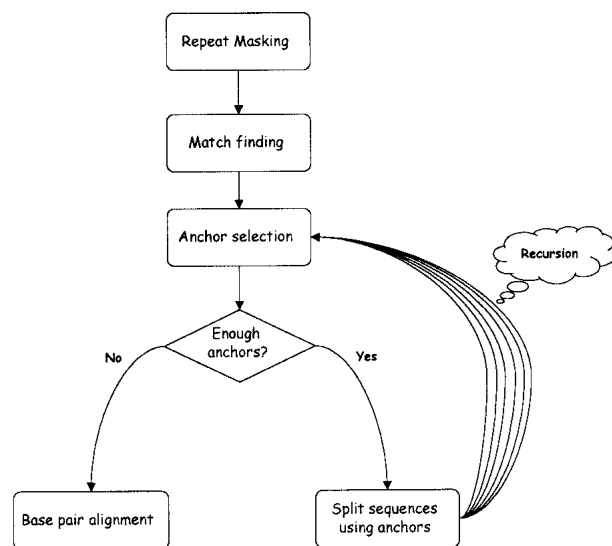 Repeat Masking
Match finding
Anchor selection
Recursion
Enough
anchors?
No
Yes
Base pair alignment
Split sequences
using anchors